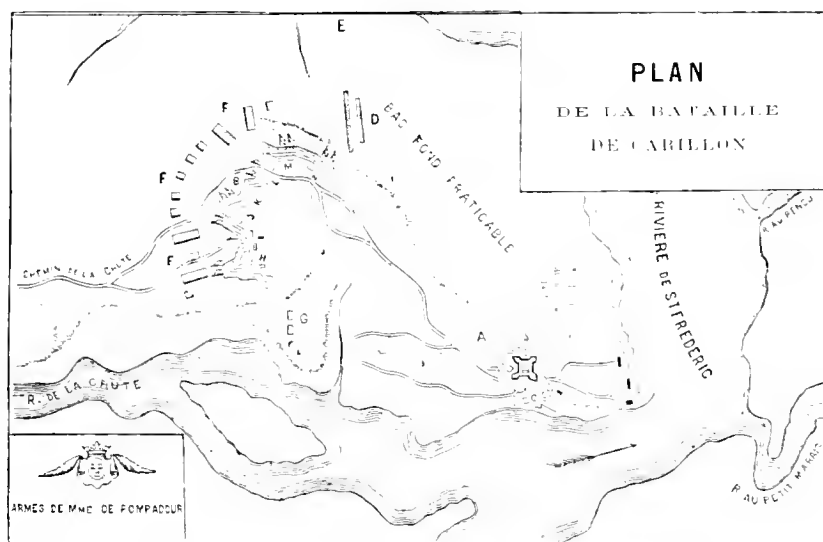 E
PLAN
DE LA BATAILLE
DE CARILLON
F
D
BAS FOND PRATICABLE
F
M
B
L
K
J
I
B
H
F
F
C
CHEMIN DE LA CHUTE
G
A
C
RIVIÈRE DE ST FREDERIC
R. DE LA CHUTE
R AU PETIT MARAIS
ARMES DE MME DE POMPADOUR